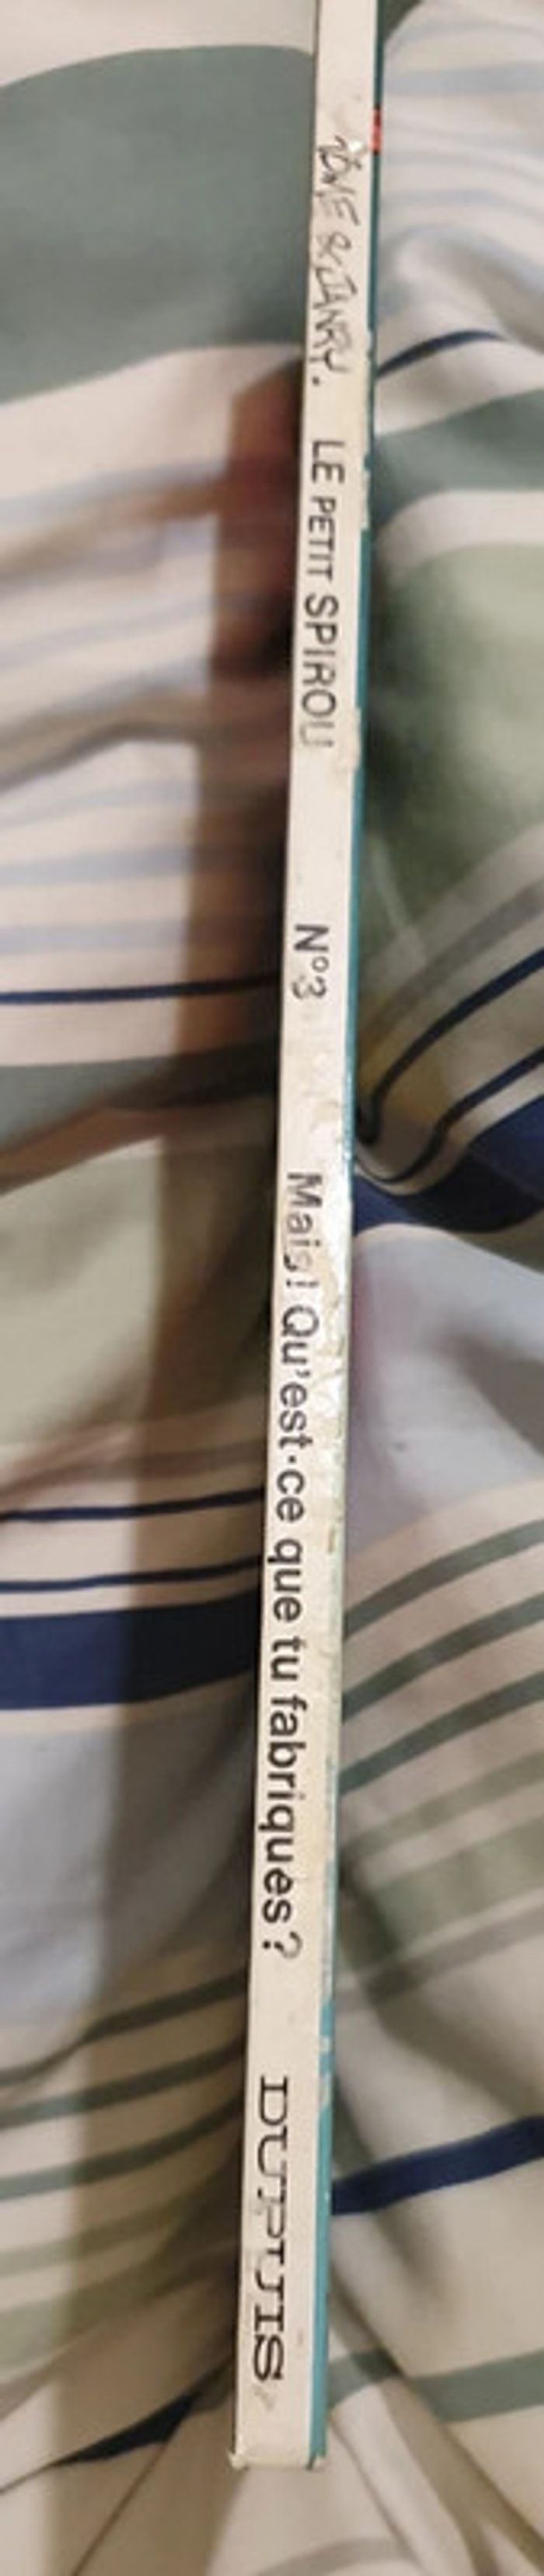 TOME & JANRY. LE PETIT SPIROU N°3 Mais! Qu'est-ce que tu fabriques? DUPUIS